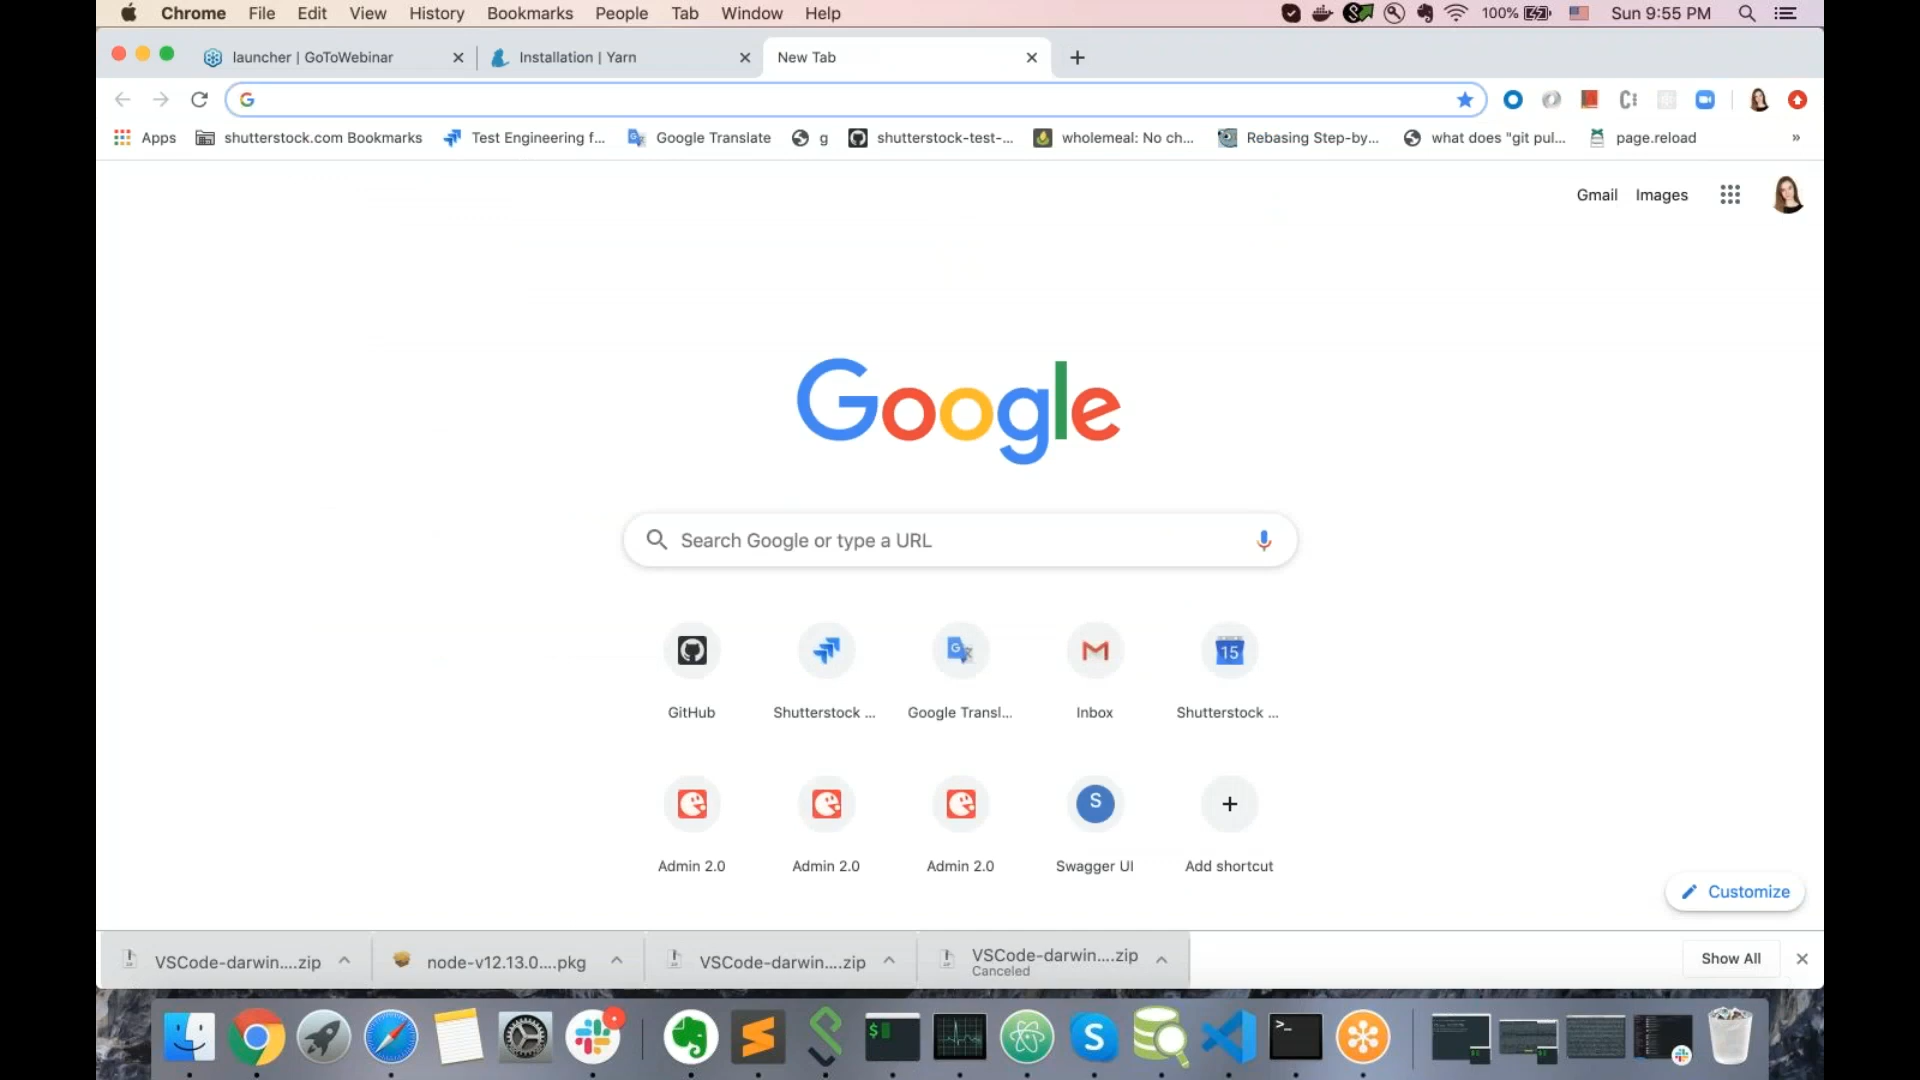 Chrome File Edit View History Bookmarks People Tab Window Help 100% Sun 9:55 PM
launcher | GoToWebinar Installation | Yarn New Tab
Apps shutterstock.com Bookmarks Test Engineering f... Google Translate g shutterstock-test-... wholemeal: No ch... Rebasing Step-by... what does "git pul... page.reload »
Gmail Images
Google
Search Google or type a URL
15
GitHub Shutterstock ... Google Transl... Inbox Shutterstock ...
S
Admin 2.0 Admin 2.0 Admin 2.0 Swagger UI Add shortcut
Customize
VSCode-darwin....zip node-v12.13.0....pkg VSCode-darwin....zip VSCode-darwin....zip Show All
Canceled